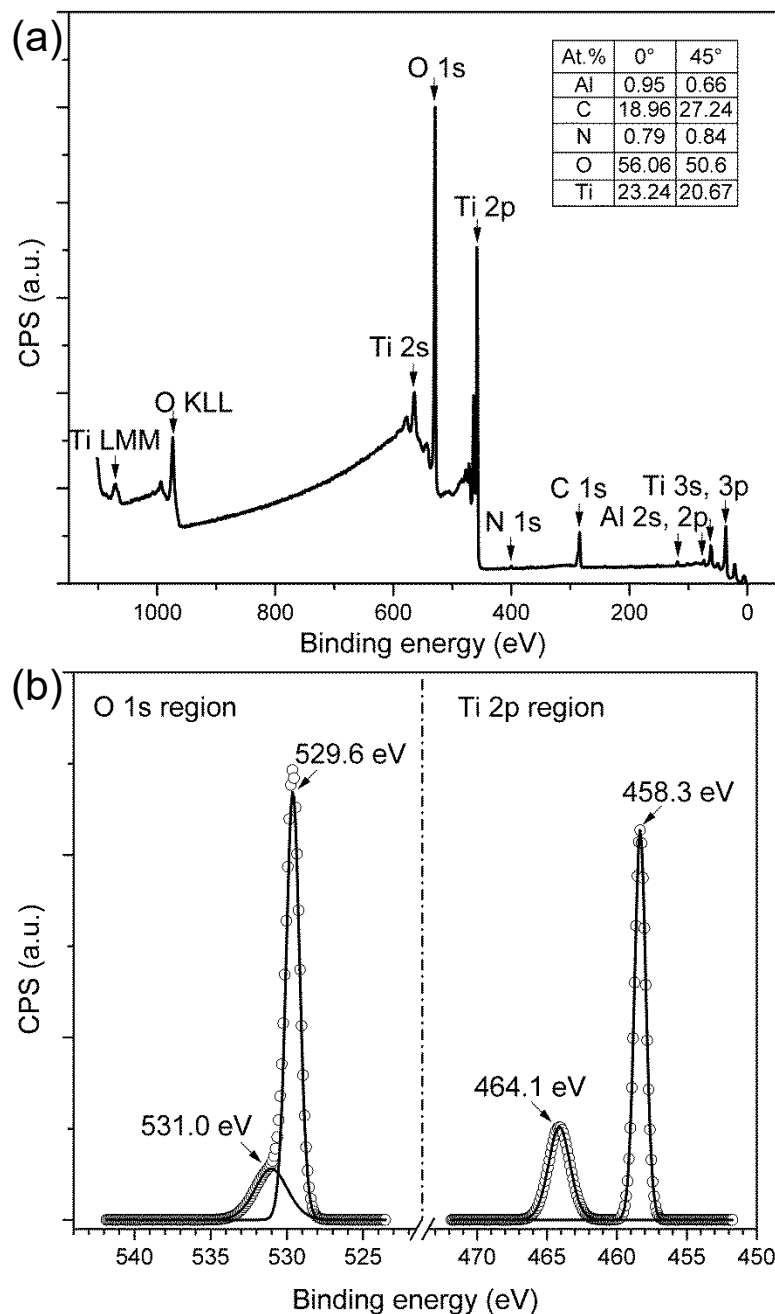 (a)
At.% 0° 45°
Al 0.95 0.66
C 18.96 27.24
N 0.79 0.84
O 56.06 50.6
Ti 23.24 20.67
O 1s
Ti 2p
Ti 2s
O KLL
Ti LMM
C 1s
Ti 3s, 3p
N 1s
Al 2s, 2p
CPS (a.u.)
1000 800 600 400 200 0
Binding energy (eV)
(b)
O 1s region
Ti 2p region
529.6 eV
458.3 eV
464.1 eV
531.0 eV
CPS (a.u.)
540 535 530 525 470 465 460 455 450
Binding energy (eV)